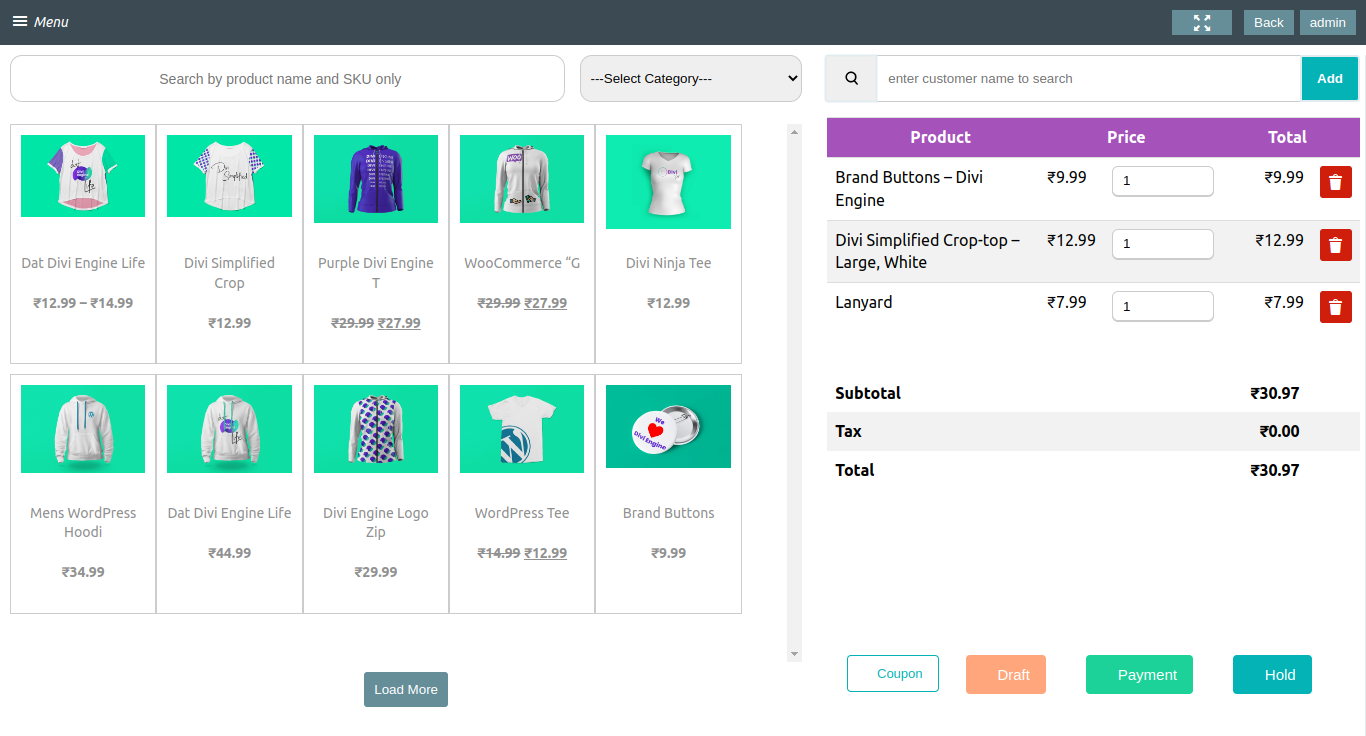 Menu
Back
admin
Search by product name and SKU only
---Select Category---
enter customer name to search
Add
Dat Divi Engine Life
₹12.99 – ₹14.99
Divi Simplified
Crop
₹12.99
Purple Divi Engine
T
₹29.99 ₹27.99
WooCommerce “G
₹29.99 ₹27.99
Divi Ninja Tee
₹12.99
Mens WordPress
Hoodi
₹34.99
Dat Divi Engine Life
₹44.99
Divi Engine Logo
Zip
₹29.99
WordPress Tee
₹14.99 ₹12.99
We
Divi Engine
Brand Buttons
₹9.99
Load More
Product Price Total
Brand Buttons – Divi
Engine
₹9.99 1 ₹9.99
Divi Simplified Crop-top –
Large, White
₹12.99 1 ₹12.99
Lanyard ₹7.99 1 ₹7.99
Subtotal ₹30.97
Tax ₹0.00
Total ₹30.97
Coupon
Draft
Payment
Hold